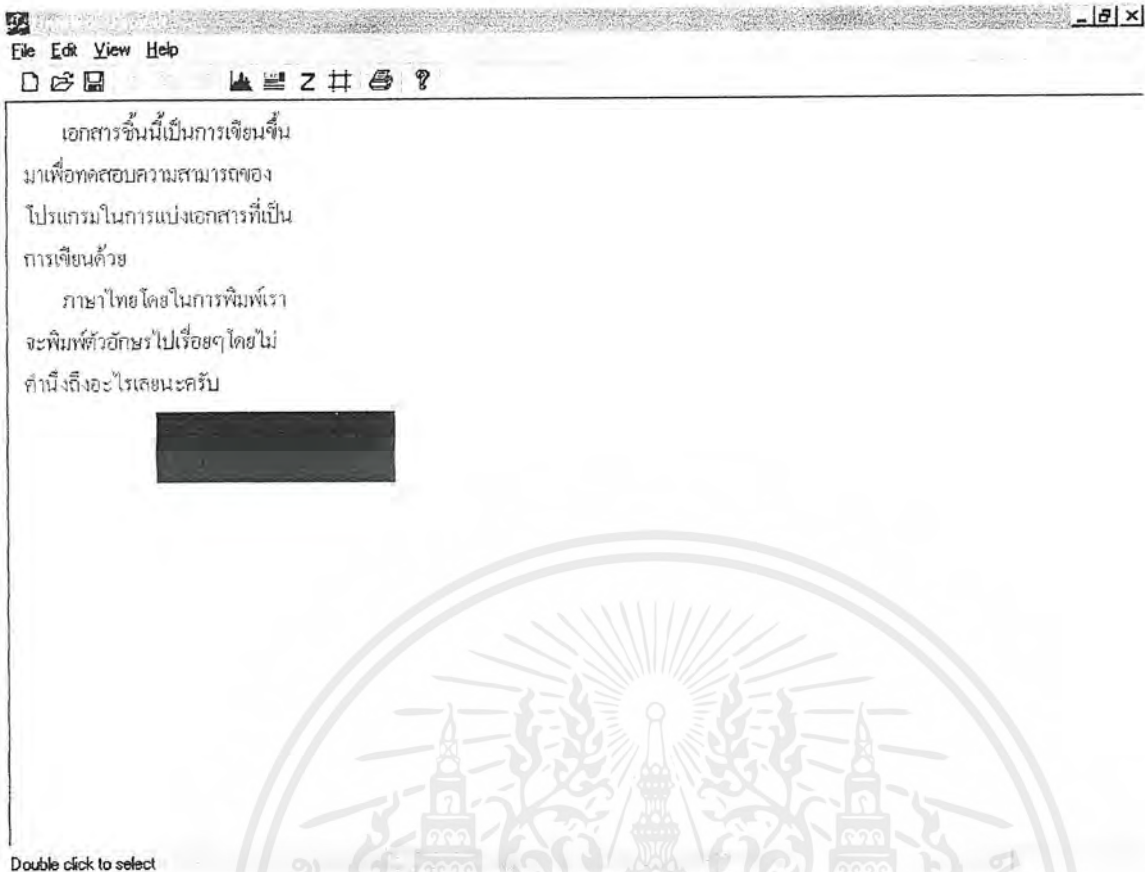 File Edit View Help
Z
?
เอกสารชิ้นนี้เป็นการเขียนขึ้น
มาเพื่อทดสอบความสามารถของ
โปรแกรมในการแบ่งเอกสารที่เป็น
การเขียนด้วย
ภาษาไทยโดยในการพิมพ์เรา
จะพิมพ์ตัวอักษรไปเรื่อยๆโดยไม่
คำนึงถึงอะไรเลยนะครับ
Double click to select